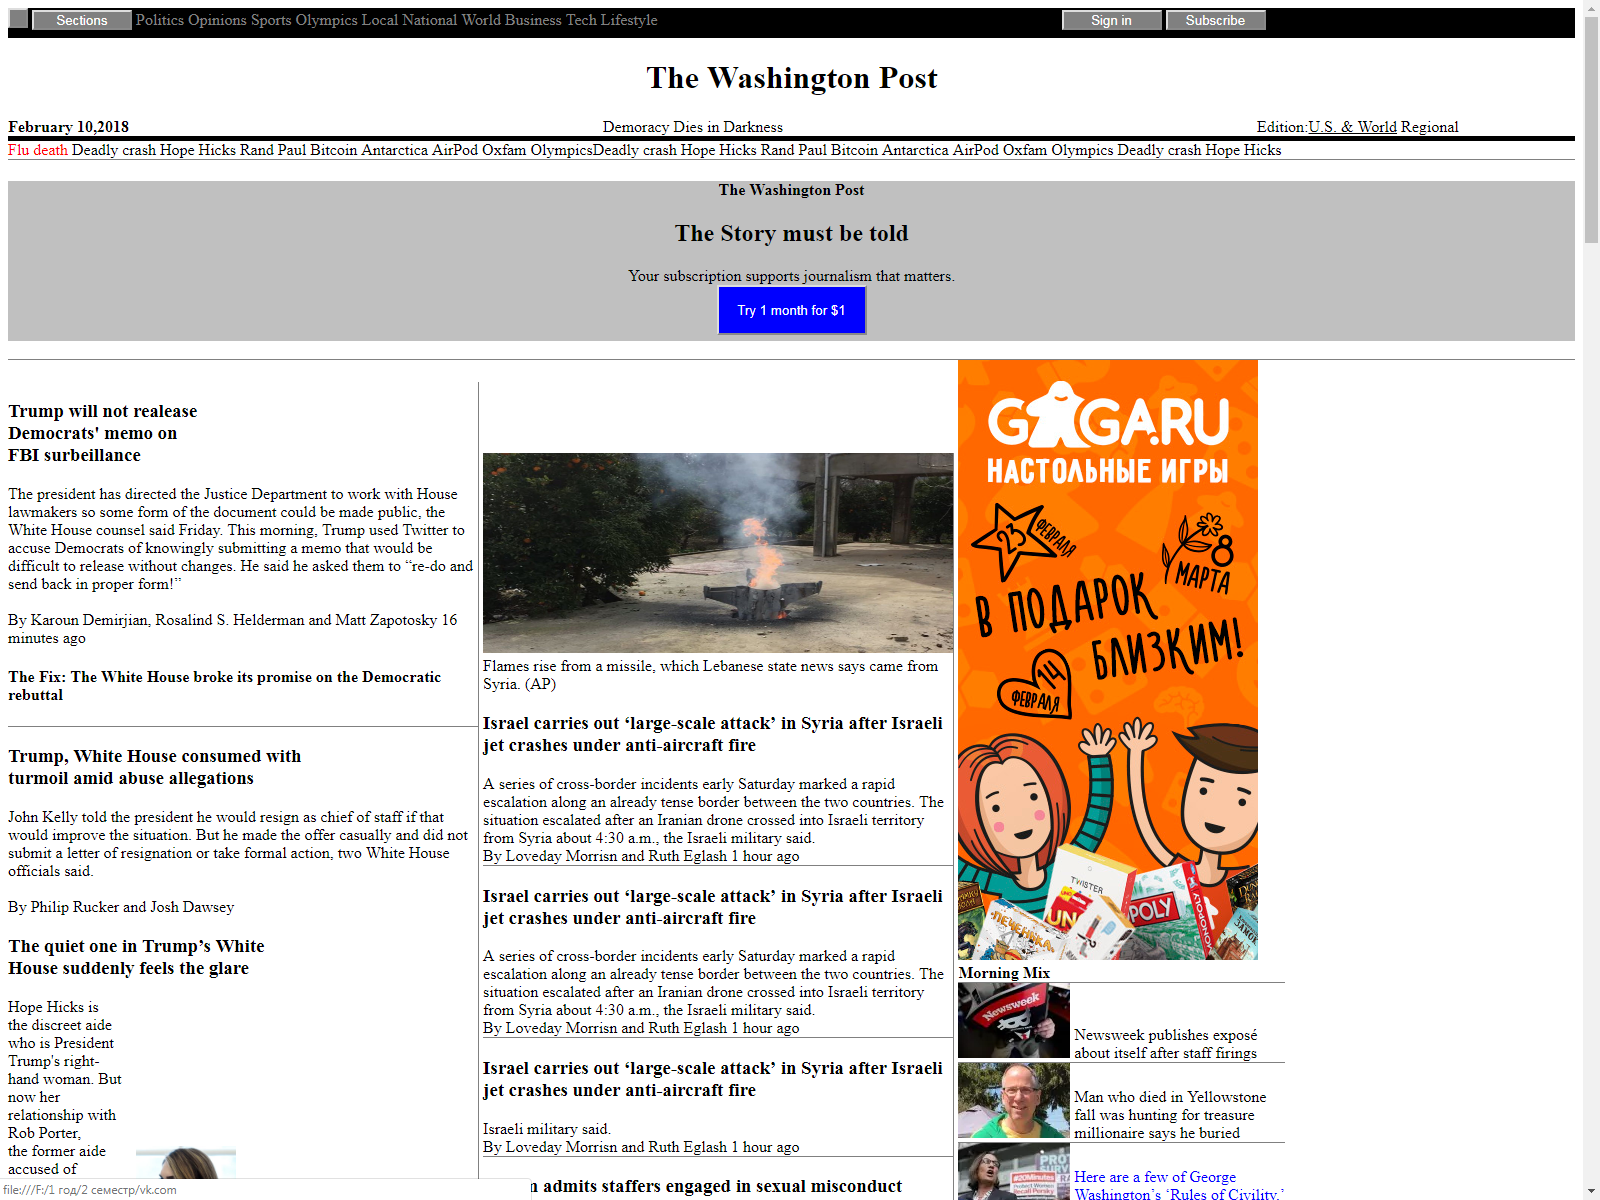 Sections Politics Opinions Sports Olympics Local National World Business Tech Lifestyle Sign in Subscribe
The Washington Post
February 10,2018 Demoracy Dies in Darkness Edition:U.S. & World Regional
Flu death Deadly crash Hope Hicks Rand Paul Bitcoin Antarctica AirPod Oxfam OlympicsDeadly crash Hope Hicks Rand Paul Bitcoin Antarctica AirPod Oxfam Olympics Deadly crash Hope Hicks
The Washington Post
The Story must be told
Your subscription supports journalism that matters.
Try 1 month for $1
Trump will not realease
Democrats' memo on
FBI surbeillance
The president has directed the Justice Department to work with House
lawmakers so some form of the document could be made public, the
White House counsel said Friday. This morning, Trump used Twitter to
accuse Democrats of knowingly submitting a memo that would be
difficult to release without changes. He said he asked them to “re-do and
send back in proper form!”
By Karoun Demirjian, Rosalind S. Helderman and Matt Zapotosky 16
minutes ago
The Fix: The White House broke its promise on the Democratic
rebuttal
Trump, White House consumed with
turmoil amid abuse allegations
John Kelly told the president he would resign as chief of staff if that
would improve the situation. But he made the offer casually and did not
submit a letter of resignation or take formal action, two White House
officials said.
By Philip Rucker and Josh Dawsey
The quiet one in Trump’s White
House suddenly feels the glare
Hope Hicks is
the discreet aide
who is President
Trump's right-
hand woman. But
now her
relationship with
Rob Porter,
the former aide
accused of
file:///F:/1 год/2 семестр/vk.com
Flames rise from a missile, which Lebanese state news says came from
Syria. (AP)
Israel carries out ‘large-scale attack’ in Syria after Israeli
jet crashes under anti-aircraft fire
A series of cross-border incidents early Saturday marked a rapid
escalation along an already tense border between the two countries. The
situation escalated after an Iranian drone crossed into Israeli territory
from Syria about 4:30 a.m., the Israeli military said.
By Loveday Morrisn and Ruth Eglash 1 hour ago
Israel carries out ‘large-scale attack’ in Syria after Israeli
jet crashes under anti-aircraft fire
A series of cross-border incidents early Saturday marked a rapid
escalation along an already tense border between the two countries. The
situation escalated after an Iranian drone crossed into Israeli territory
from Syria about 4:30 a.m., the Israeli military said.
By Loveday Morrisn and Ruth Eglash 1 hour ago
Israel carries out ‘large-scale attack’ in Syria after Israeli
jet crashes under anti-aircraft fire
Israeli military said.
By Loveday Morrisn and Ruth Eglash 1 hour ago
admits staffers engaged in sexual misconduct
GAGA.RU
НАСТОЛЬНЫЕ ИГРЫ
23 ФЕВРАЛЯ
8 МАРТА
В ПОДАРОК
БЛИЗКИМ!
14 ФЕВРАЛЯ
TWISTER
UNO
POLY
MONOPOLY
ПЕЧЕНЬКА
Morning Mix
Newsweek
Newsweek publishes exposé
about itself after staff firings
Man who died in Yellowstone
fall was hunting for treasure
millionaire says he buried
#20Minutes
Recall Persky
Here are a few of George
Washington’s ‘Rules of Civility,’